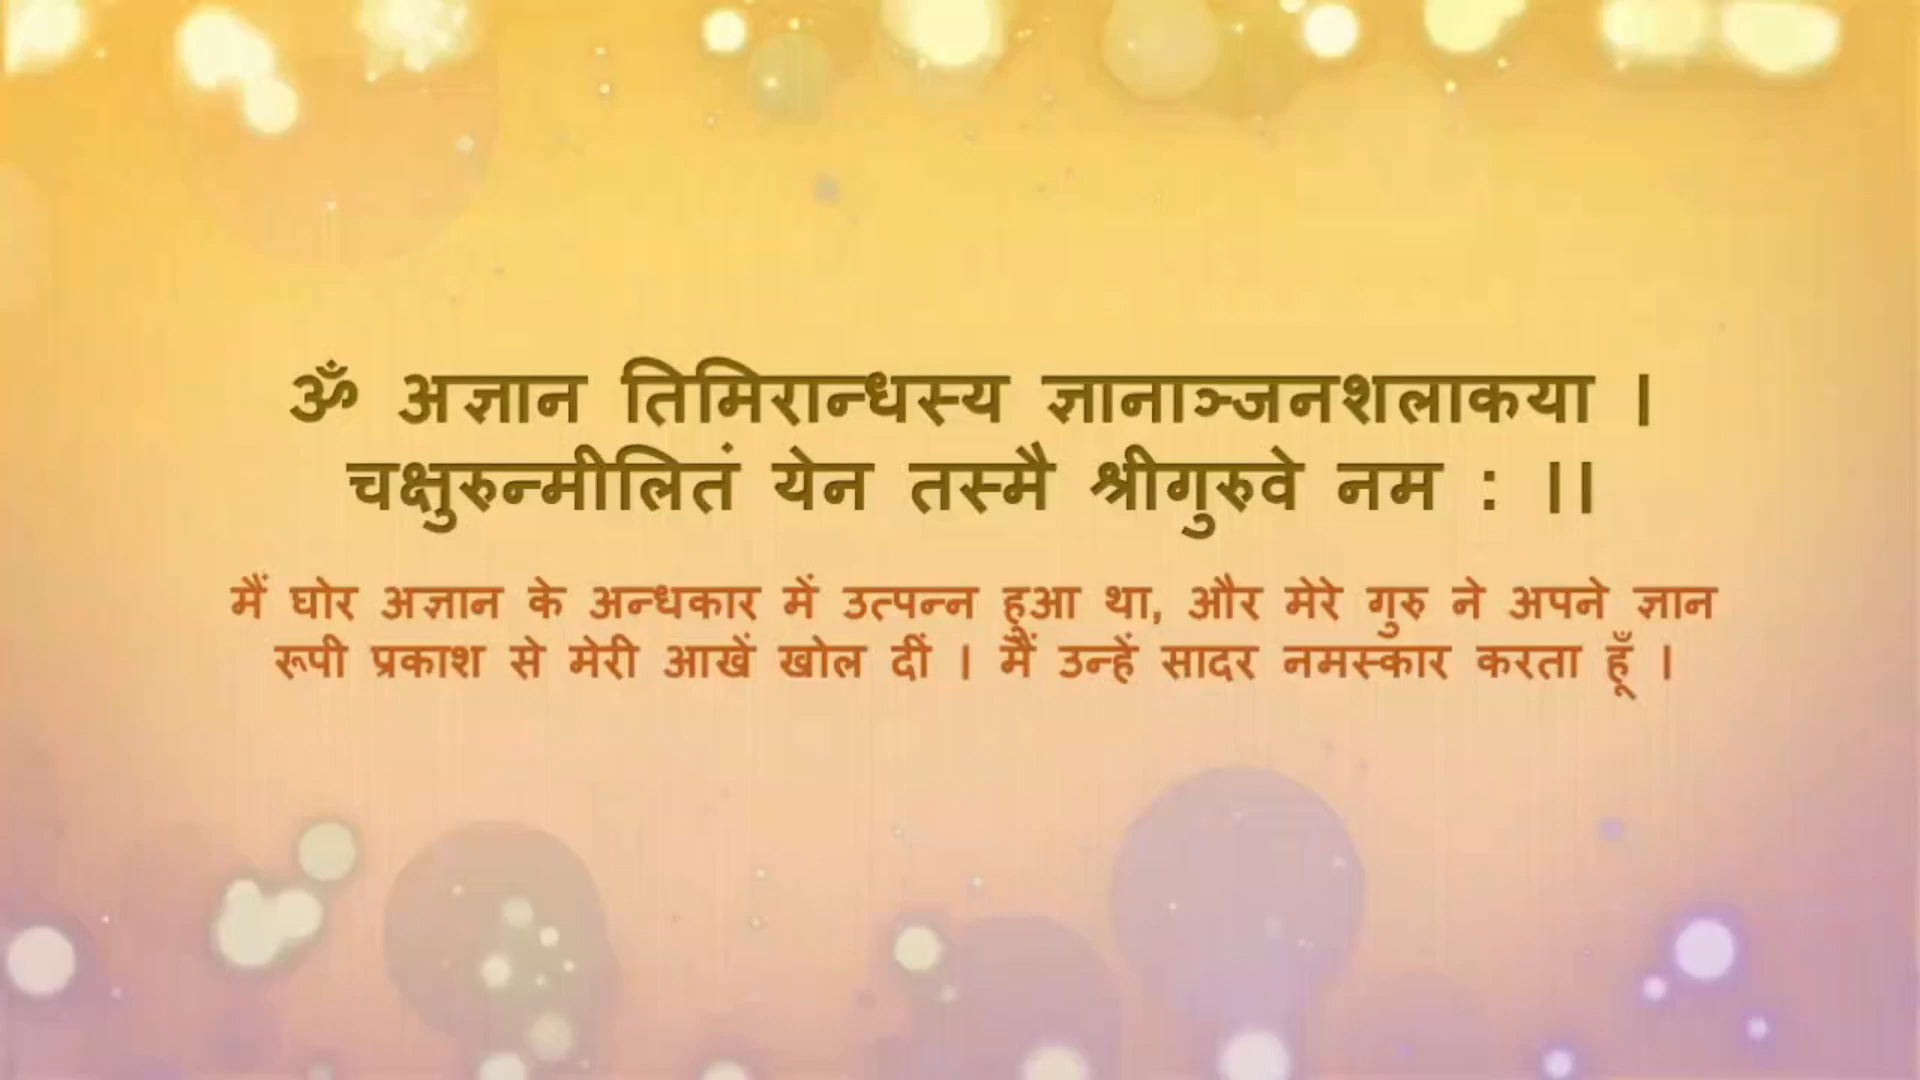 ॐ अज्ञान तिमिरान्धस्य ज्ञानाञ्जनशलाकया ।
चक्षुरुन्मीलितं येन तस्मै श्रीगुरुवे नम : ।।
मैं घोर अज्ञान के अन्धकार में उत्पन्न हुआ था, और मेरे गुरु ने अपने ज्ञान
रूपी प्रकाश से मेरी आखें खोल दीं । मैं उन्हें सादर नमस्कार करता हूँ ।